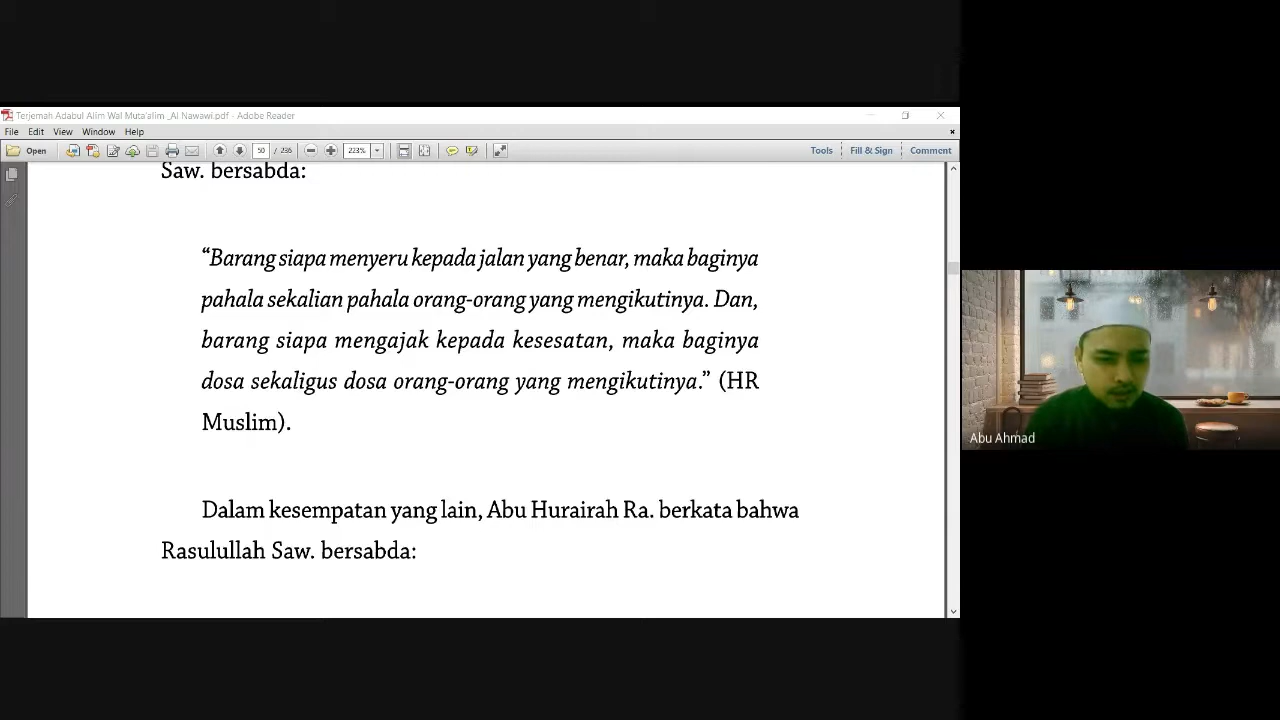 Terjemah Adabul Alim Wal Muta'alim _Al Nawawi.pdf - Adobe Reader
File Edit View Window Help
Open 50 / 236 223% Tools Fill & Sign Comment
Saw. bersabda:
“Barang siapa menyeru kepada jalan yang benar, maka baginya
pahala sekalian pahala orang-orang yang mengikutinya. Dan,
barang siapa mengajak kepada kesesatan, maka baginya
dosa sekaligus dosa orang-orang yang mengikutinya.” (HR
Muslim).
Abu Ahmad
Dalam kesempatan yang lain, Abu Hurairah Ra. berkata bahwa
Rasulullah Saw. bersabda: